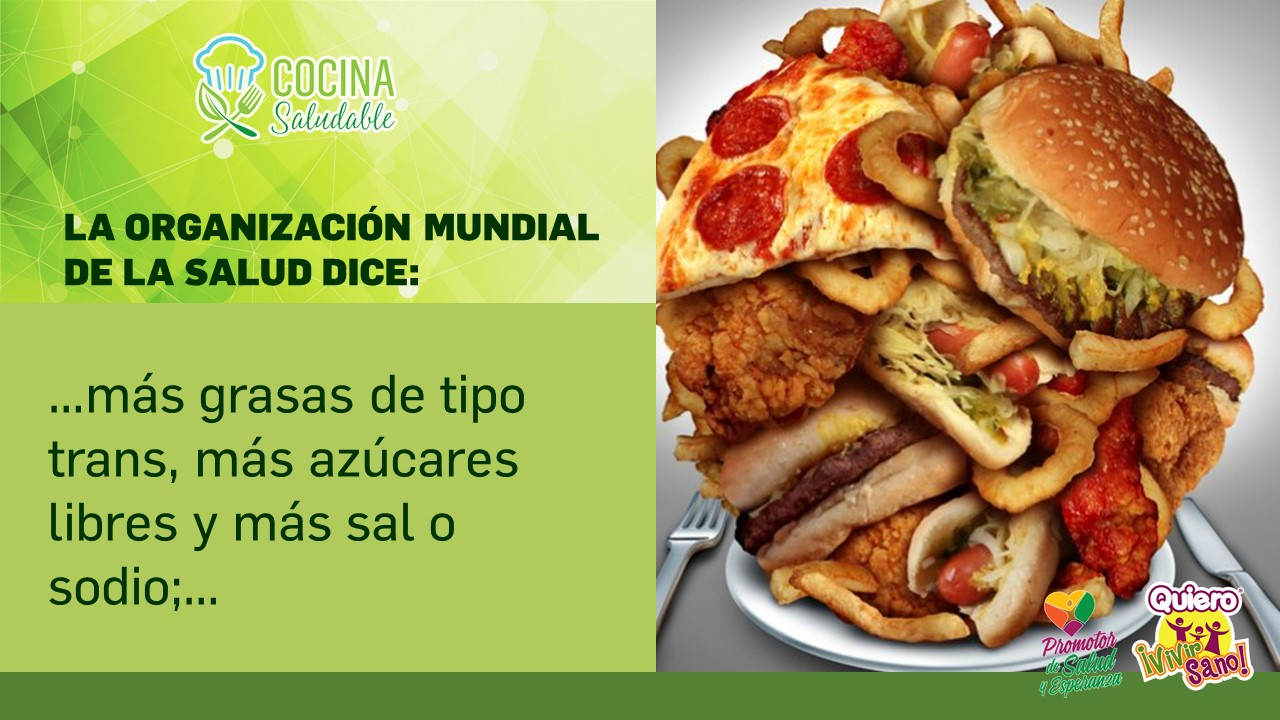 COCINA
Saludable
LA ORGANIZACIÓN MUNDIAL
DE LA SALUD DICE:
...más grasas de tipo
trans, más azúcares
libres y más sal o
sodio;...
Promotor
de Salud
y Esperanza
Quiero
¡Vivir
Sano!